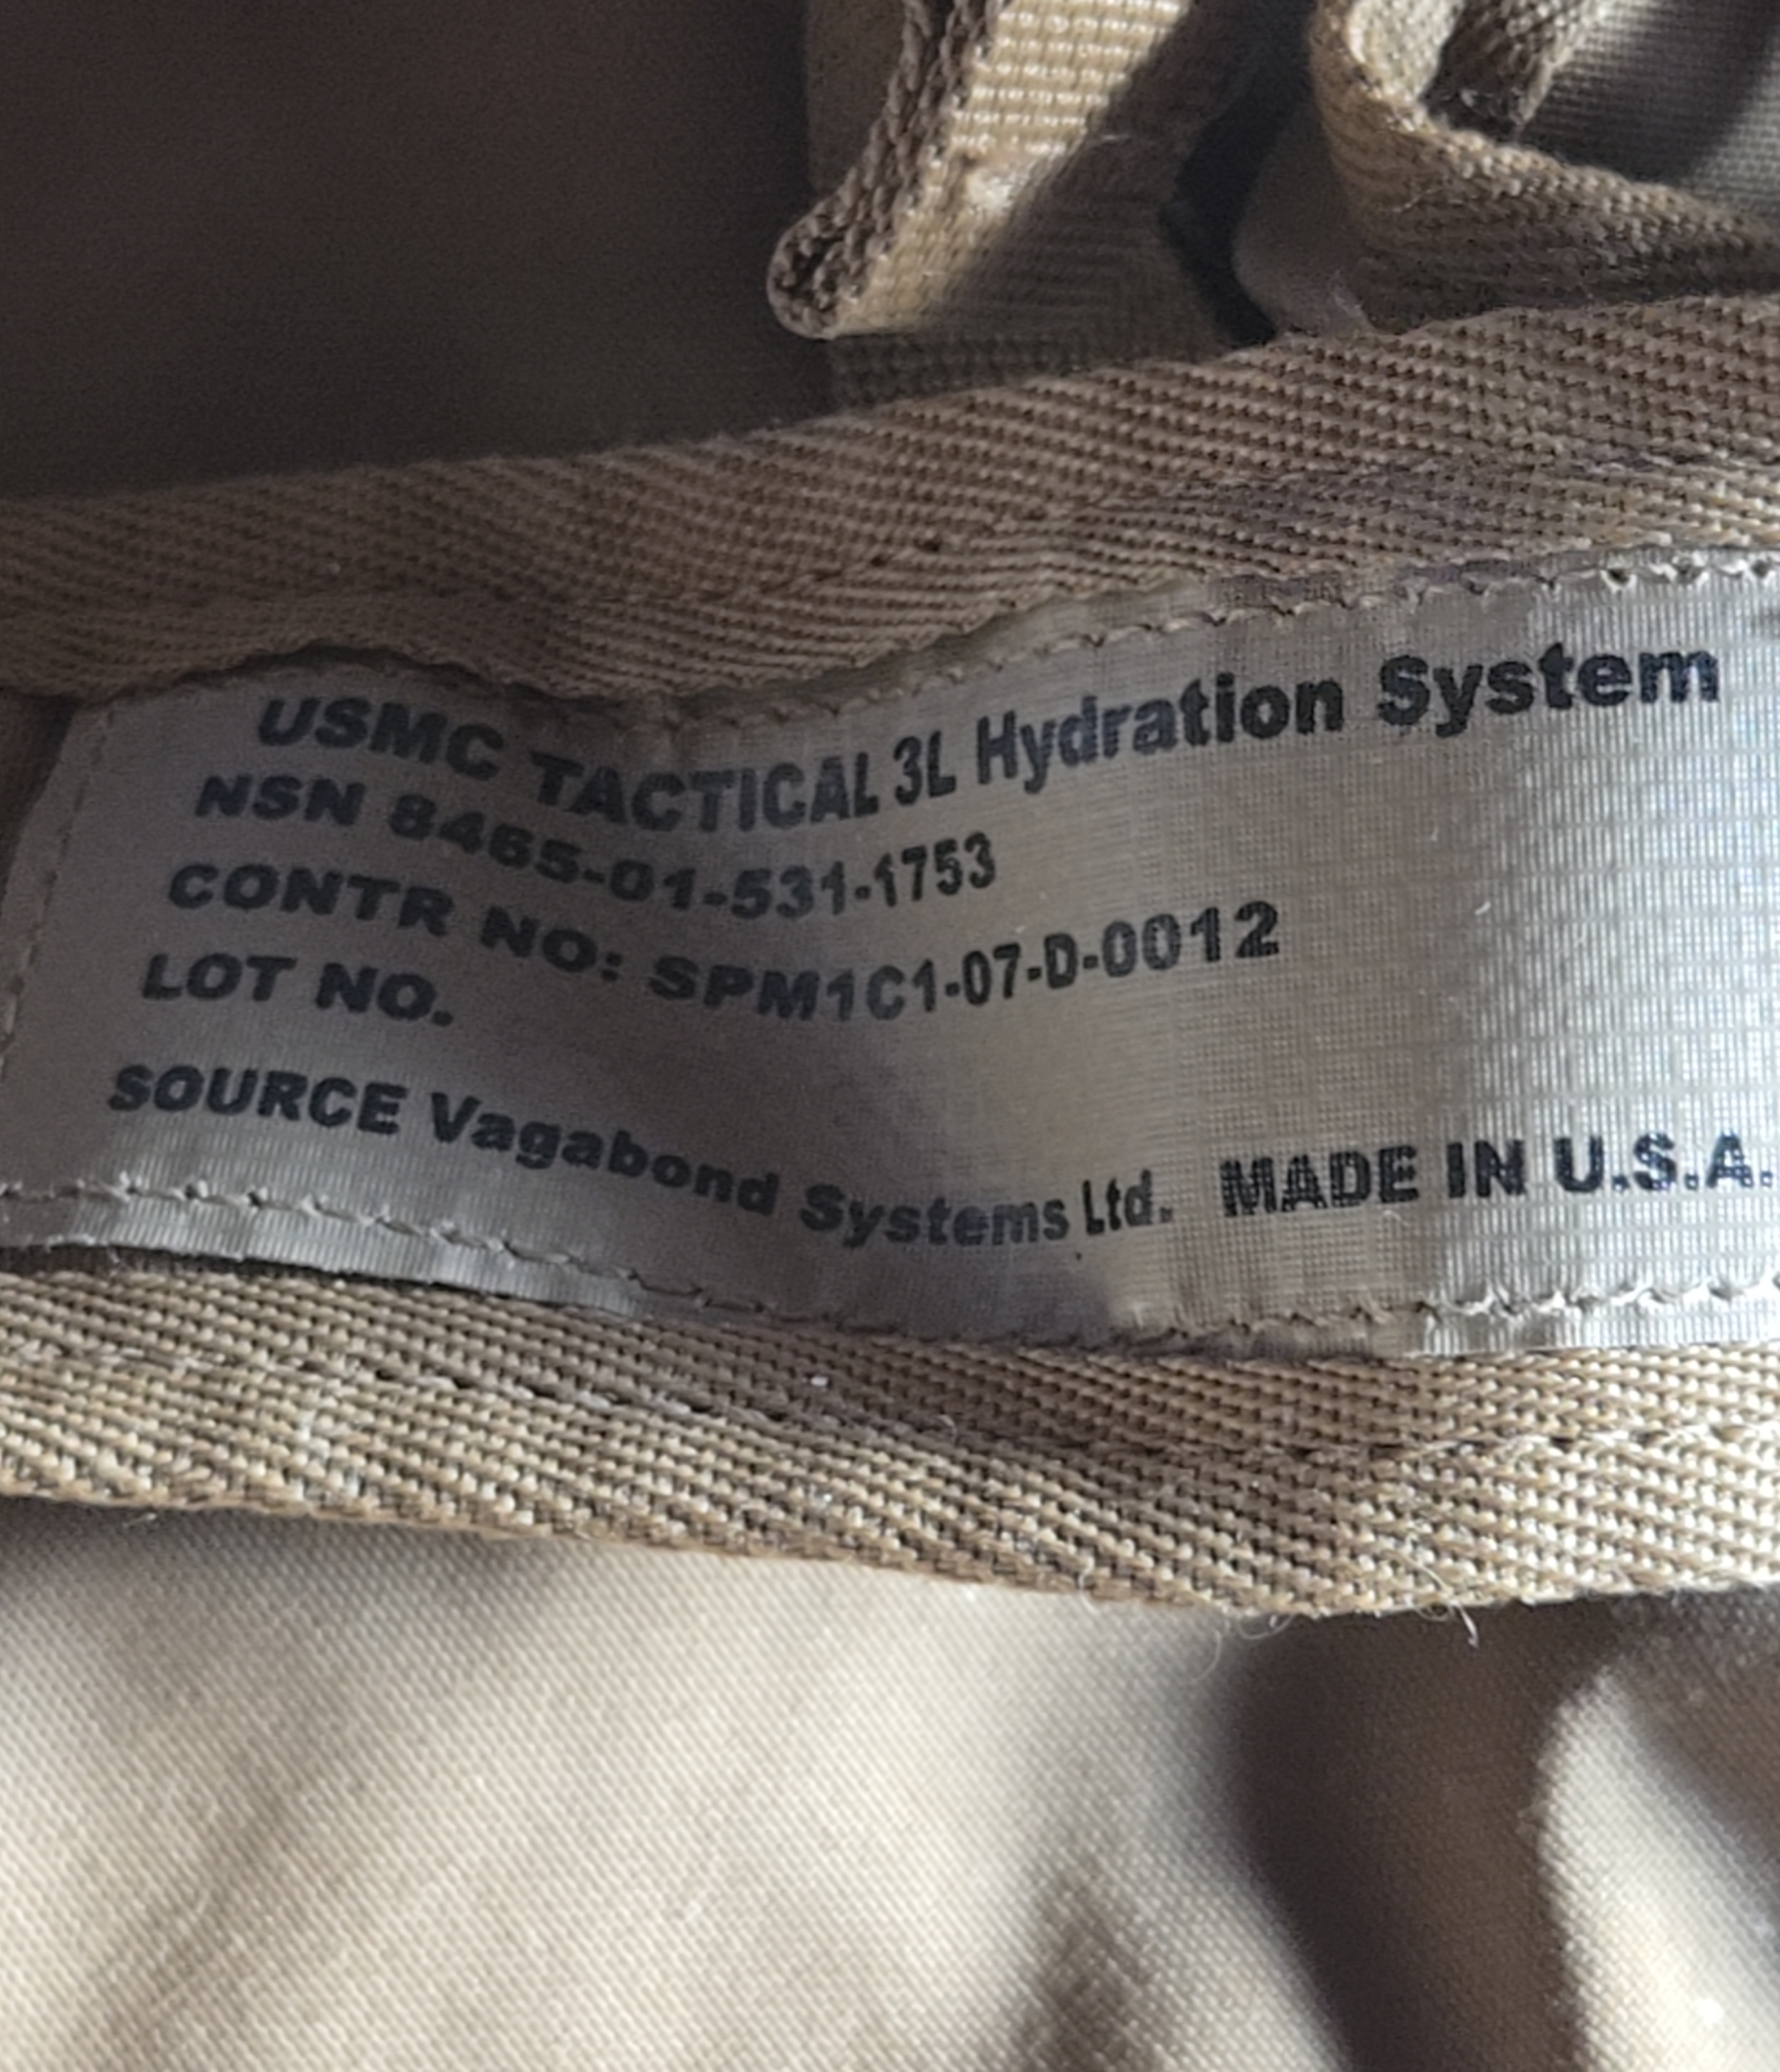 USMC TACTICAL 3L Hydration System
NSN 8465-01-531-1753
CONTR NO: SPM1C1-07-D-0012
LOT NO.
SOURCE Vagabond Systems Ltd. MADE IN U.S.A.